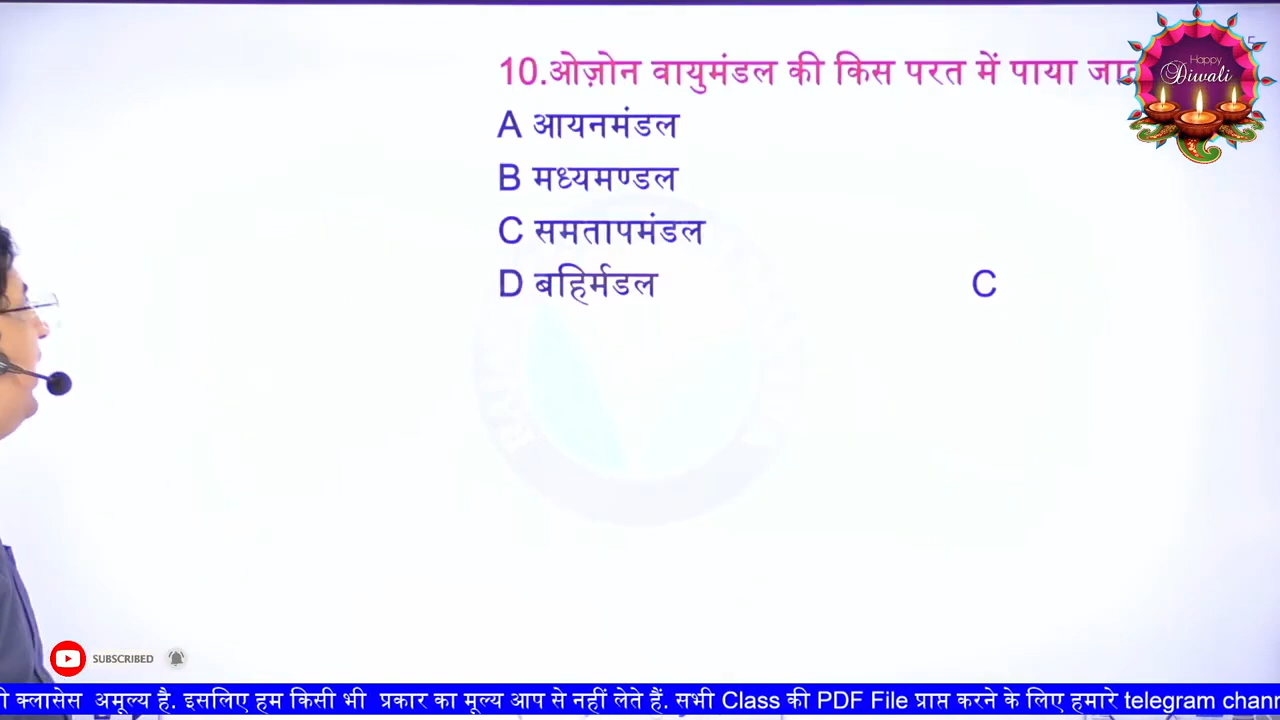 10.ओज़ोन वायुमंडल की किस परत में पाया
A आयनमंडल
B मध्यमण्डल
C समतापमंडल
D बहिर्मडल
C
Happy
Diwali
SUBSCRIBED
क्लासेस अमूल्य है. इसलिए हम किसी भी प्रकार का मूल्य आप से नहीं लेते हैं. सभी Class की PDF File प्राप्त करने के लिए हमारे telegram